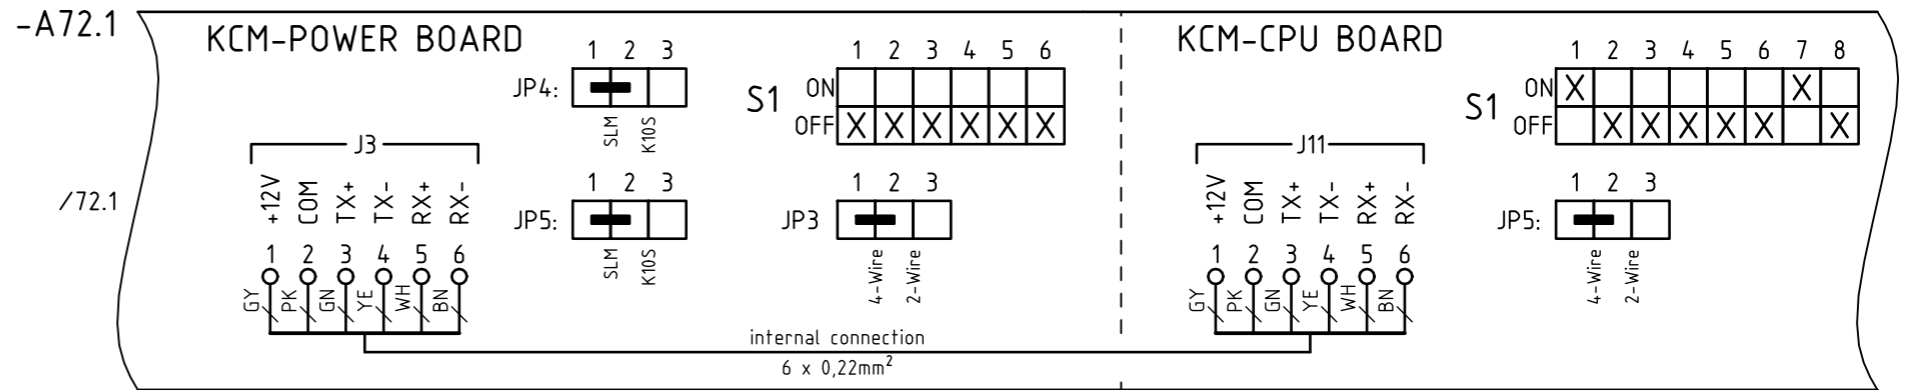 -A72.1
KCM-POWER BOARD
KCM-CPU BOARD
1 2 3
JP4:
SLM
K10S
1 2 3 4 5 6
S1
ON
OFF X X X X X X
1 2 3 4 5 6 7 8
S1
ON X X
OFF X X X X X X
/72.1
J3
+12V COM TX+ TX- RX+ RX-
1 2 3 4 5 6
GY PK GN YE WH BN
1 2 3
JP5:
SLM
K10S
1 2 3
JP3
4-Wire
2-Wire
J11
+12V COM TX+ TX- RX+ RX-
1 2 3 4 5 6
GY PK GN YE WH BN
1 2 3
JP5:
4-Wire
2-Wire
internal connection
6 x 0,22mm²